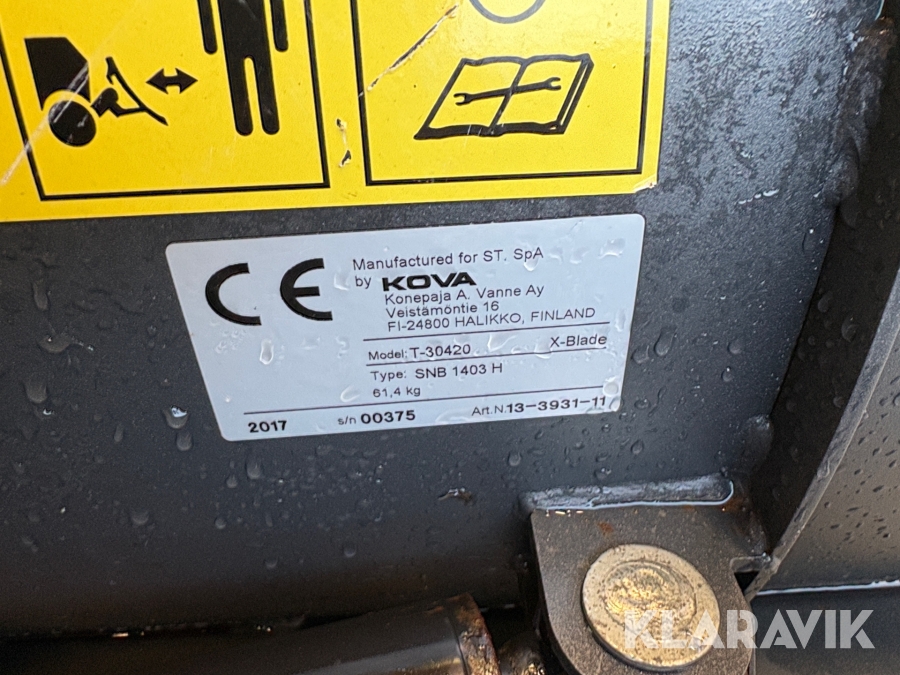 CE
Manufactured for ST. SpA
by KOVA
Konepaja A. Vanne Ay
Veistämöntie 16
FI-24800 HALIKKO, FINLAND
Model: T-30420 X-Blade
Type: SNB 1403 H
61,4 kg
2017 s/n 00375 Art.N. 13-3931-11
KLARAVIK